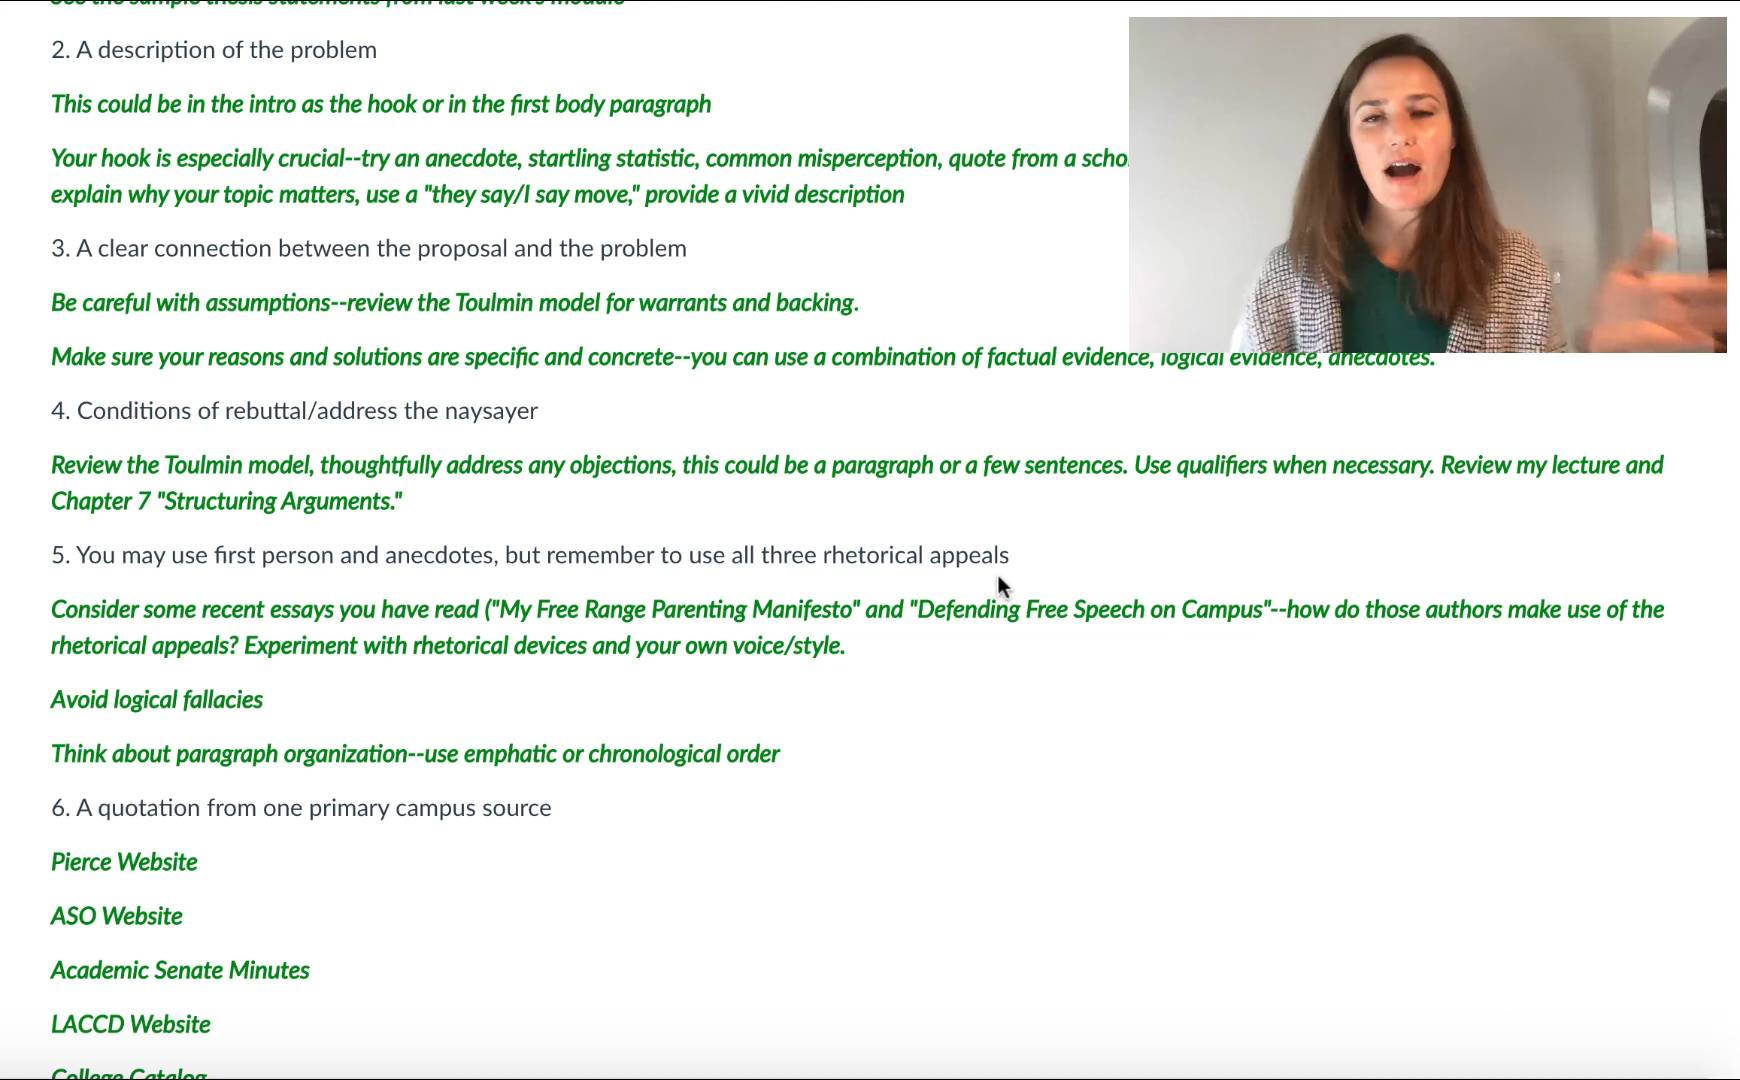 See the sample thesis statements from last week's module
2. A description of the problem
This could be in the intro as the hook or in the first body paragraph
Your hook is especially crucial--try an anecdote, startling statistic, common misperception, quote from a
explain why your topic matters, use a "they say/I say move," provide a vivid description
3. A clear connection between the proposal and the problem
Be careful with assumptions--review the Toulmin model for warrants and backing.
Make sure your reasons and solutions are specific and concrete--you can use a combination of factual evidence, logical evidence, anecdotes.
4. Conditions of rebuttal/address the naysayer
Review the Toulmin model, thoughtfully address any objections, this could be a paragraph or a few sentences. Use qualifiers when necessary. Review my lecture and
Chapter 7 "Structuring Arguments."
5. You may use first person and anecdotes, but remember to use all three rhetorical appeals
Consider some recent essays you have read ("My Free Range Parenting Manifesto" and "Defending Free Speech on Campus"--how do those authors make use of the
rhetorical appeals? Experiment with rhetorical devices and your own voice/style.
Avoid logical fallacies
Think about paragraph organization--use emphatic or chronological order
6. A quotation from one primary campus source
Pierce Website
ASO Website
Academic Senate Minutes
LACCD Website
College Catalog